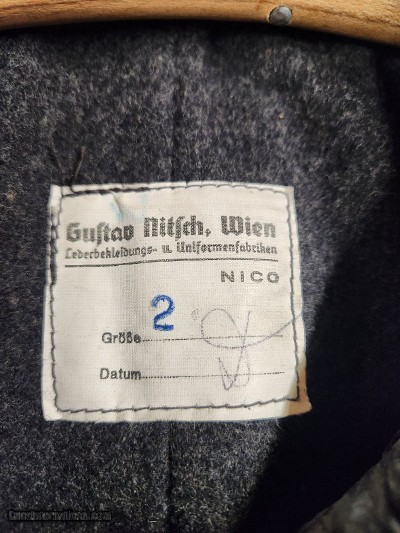 Gustav Nitsch, Wien
Lederbekleidungs- u. Uniformenfabriken
NICO
2
Größe
Datum